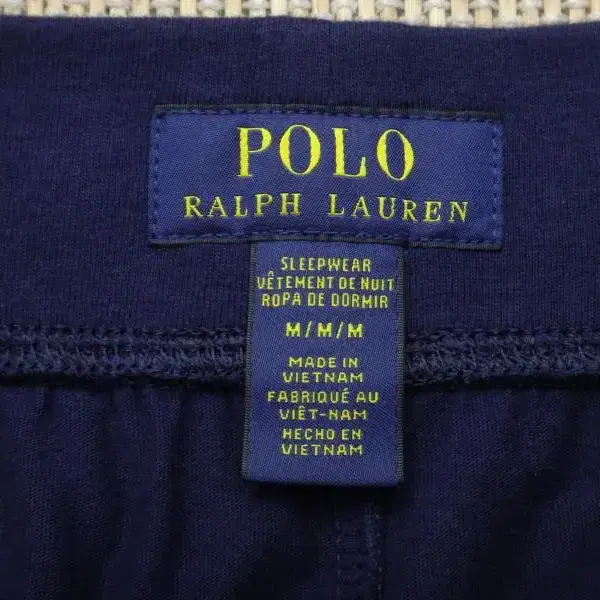 POLO
RALPH LAUREN
SLEEPWEAR
VÊTEMENT DE NUIT
ROPA DE DORMIR
M/M/M
MADE IN
VIETNAM
FABRIQUÉ AU
VIÊT-NAM
HECHO EN
VIETNAM